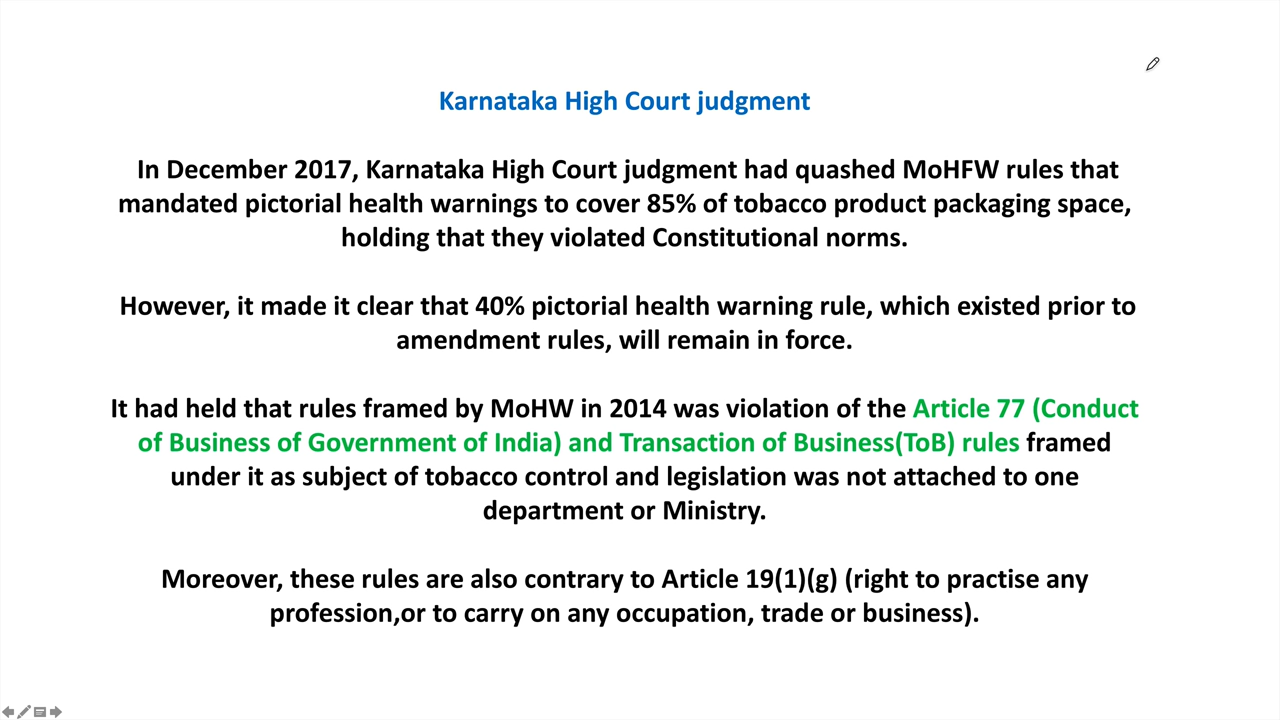 Karnataka High Court judgment
In December 2017, Karnataka High Court judgment had quashed MoHFW rules that
mandated pictorial health warnings to cover 85% of tobacco product packaging space,
holding that they violated Constitutional norms.
However, it made it clear that 40% pictorial health warning rule, which existed prior to
amendment rules, will remain in force.
It had held that rules framed by MoHW in 2014 was violation of the Article 77 (Conduct
of Business of Government of India) and Transaction of Business(ToB) rules framed
under it as subject of tobacco control and legislation was not attached to one
department or Ministry.
Moreover, these rules are also contrary to Article 19(1)(g) (right to practise any
profession,or to carry on any occupation, trade or business).